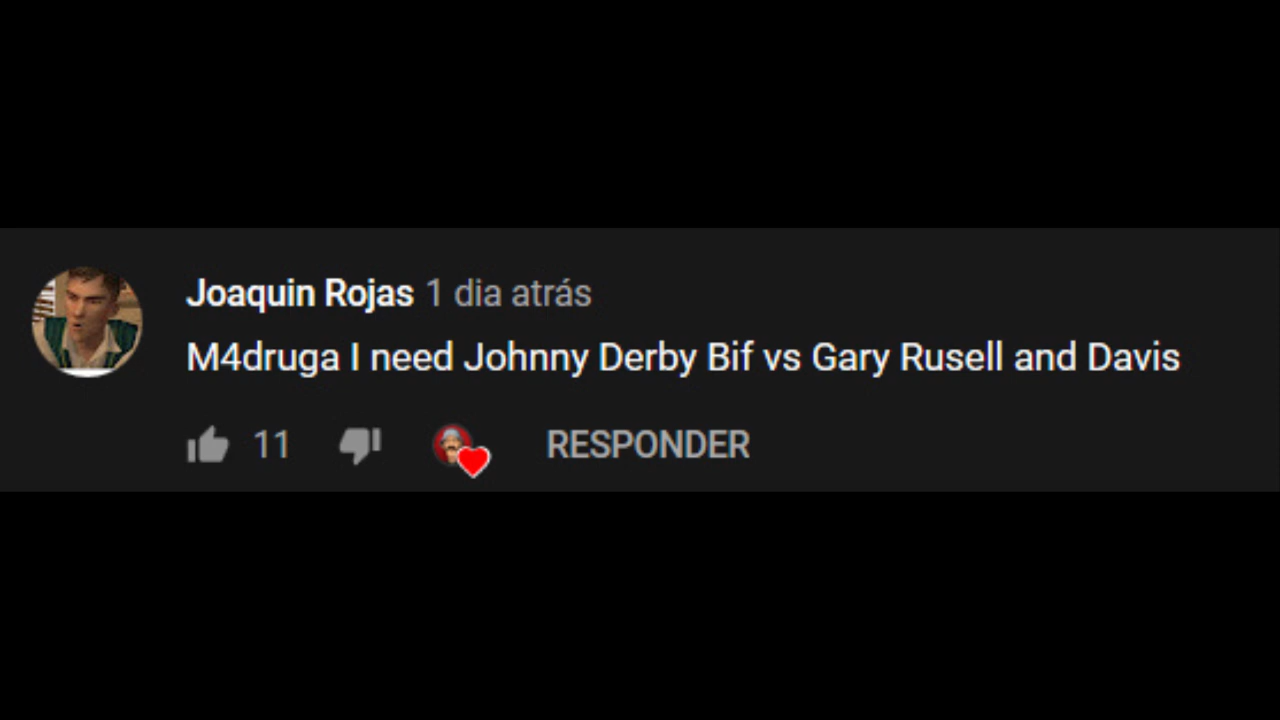 Joaquin Rojas 1 dia atrás
M4druga I need Johnny Derby Bif vs Gary Rusell and Davis
11 RESPONDER